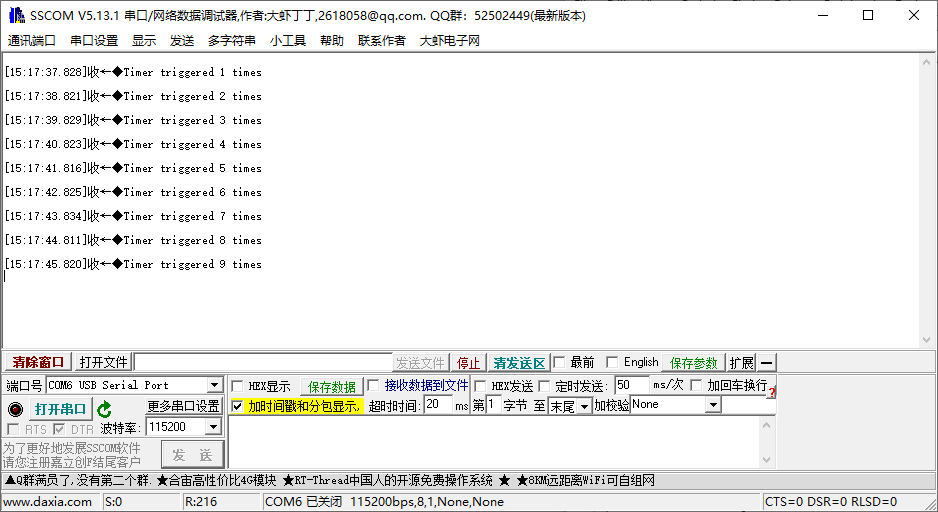 SSCOM V5.13.1 串口/网络数据调试器,作者:大虾丁丁,2618058@qq.com. QQ群: 52502449(最新版本)
通讯端口 串口设置 显示 发送 多字符串 小工具 帮助 联系作者 大虾电子网
[15:17:37.828]收←◆Timer triggered 1 times
[15:17:38.821]收←◆Timer triggered 2 times
[15:17:39.829]收←◆Timer triggered 3 times
[15:17:40.823]收←◆Timer triggered 4 times
[15:17:41.816]收←◆Timer triggered 5 times
[15:17:42.825]收←◆Timer triggered 6 times
[15:17:43.834]收←◆Timer triggered 7 times
[15:17:44.811]收←◆Timer triggered 8 times
[15:17:45.820]收←◆Timer triggered 9 times
清除窗口 打开文件 发送文件 停止 清发送区 最前 English 保存参数 扩展 —
端口号 COM6 USB Serial Port HEX显示 保存数据 接收数据到文件 HEX发送 定时发送: 50 ms/次 加回车换行
打开串口 更多串口设置 加时间戳和分包显示, 超时时间: 20 ms 第 1 字节 至 末尾 加校验 None ?
RTS DTR 波特率: 115200
为了更好地发展SSCOM软件
请您注册嘉立创F结尾客户
发 送
▲Q群满员了,没有第二个群. ★合宙高性价比4G模块 ★RT-Thread中国人的开源免费操作系统 ★ ★8KM远距离WiFi可自组网
www.daxia.com S:0 R:216 COM6 已关闭 115200bps,8,1,None,None CTS=0 DSR=0 RLSD=0